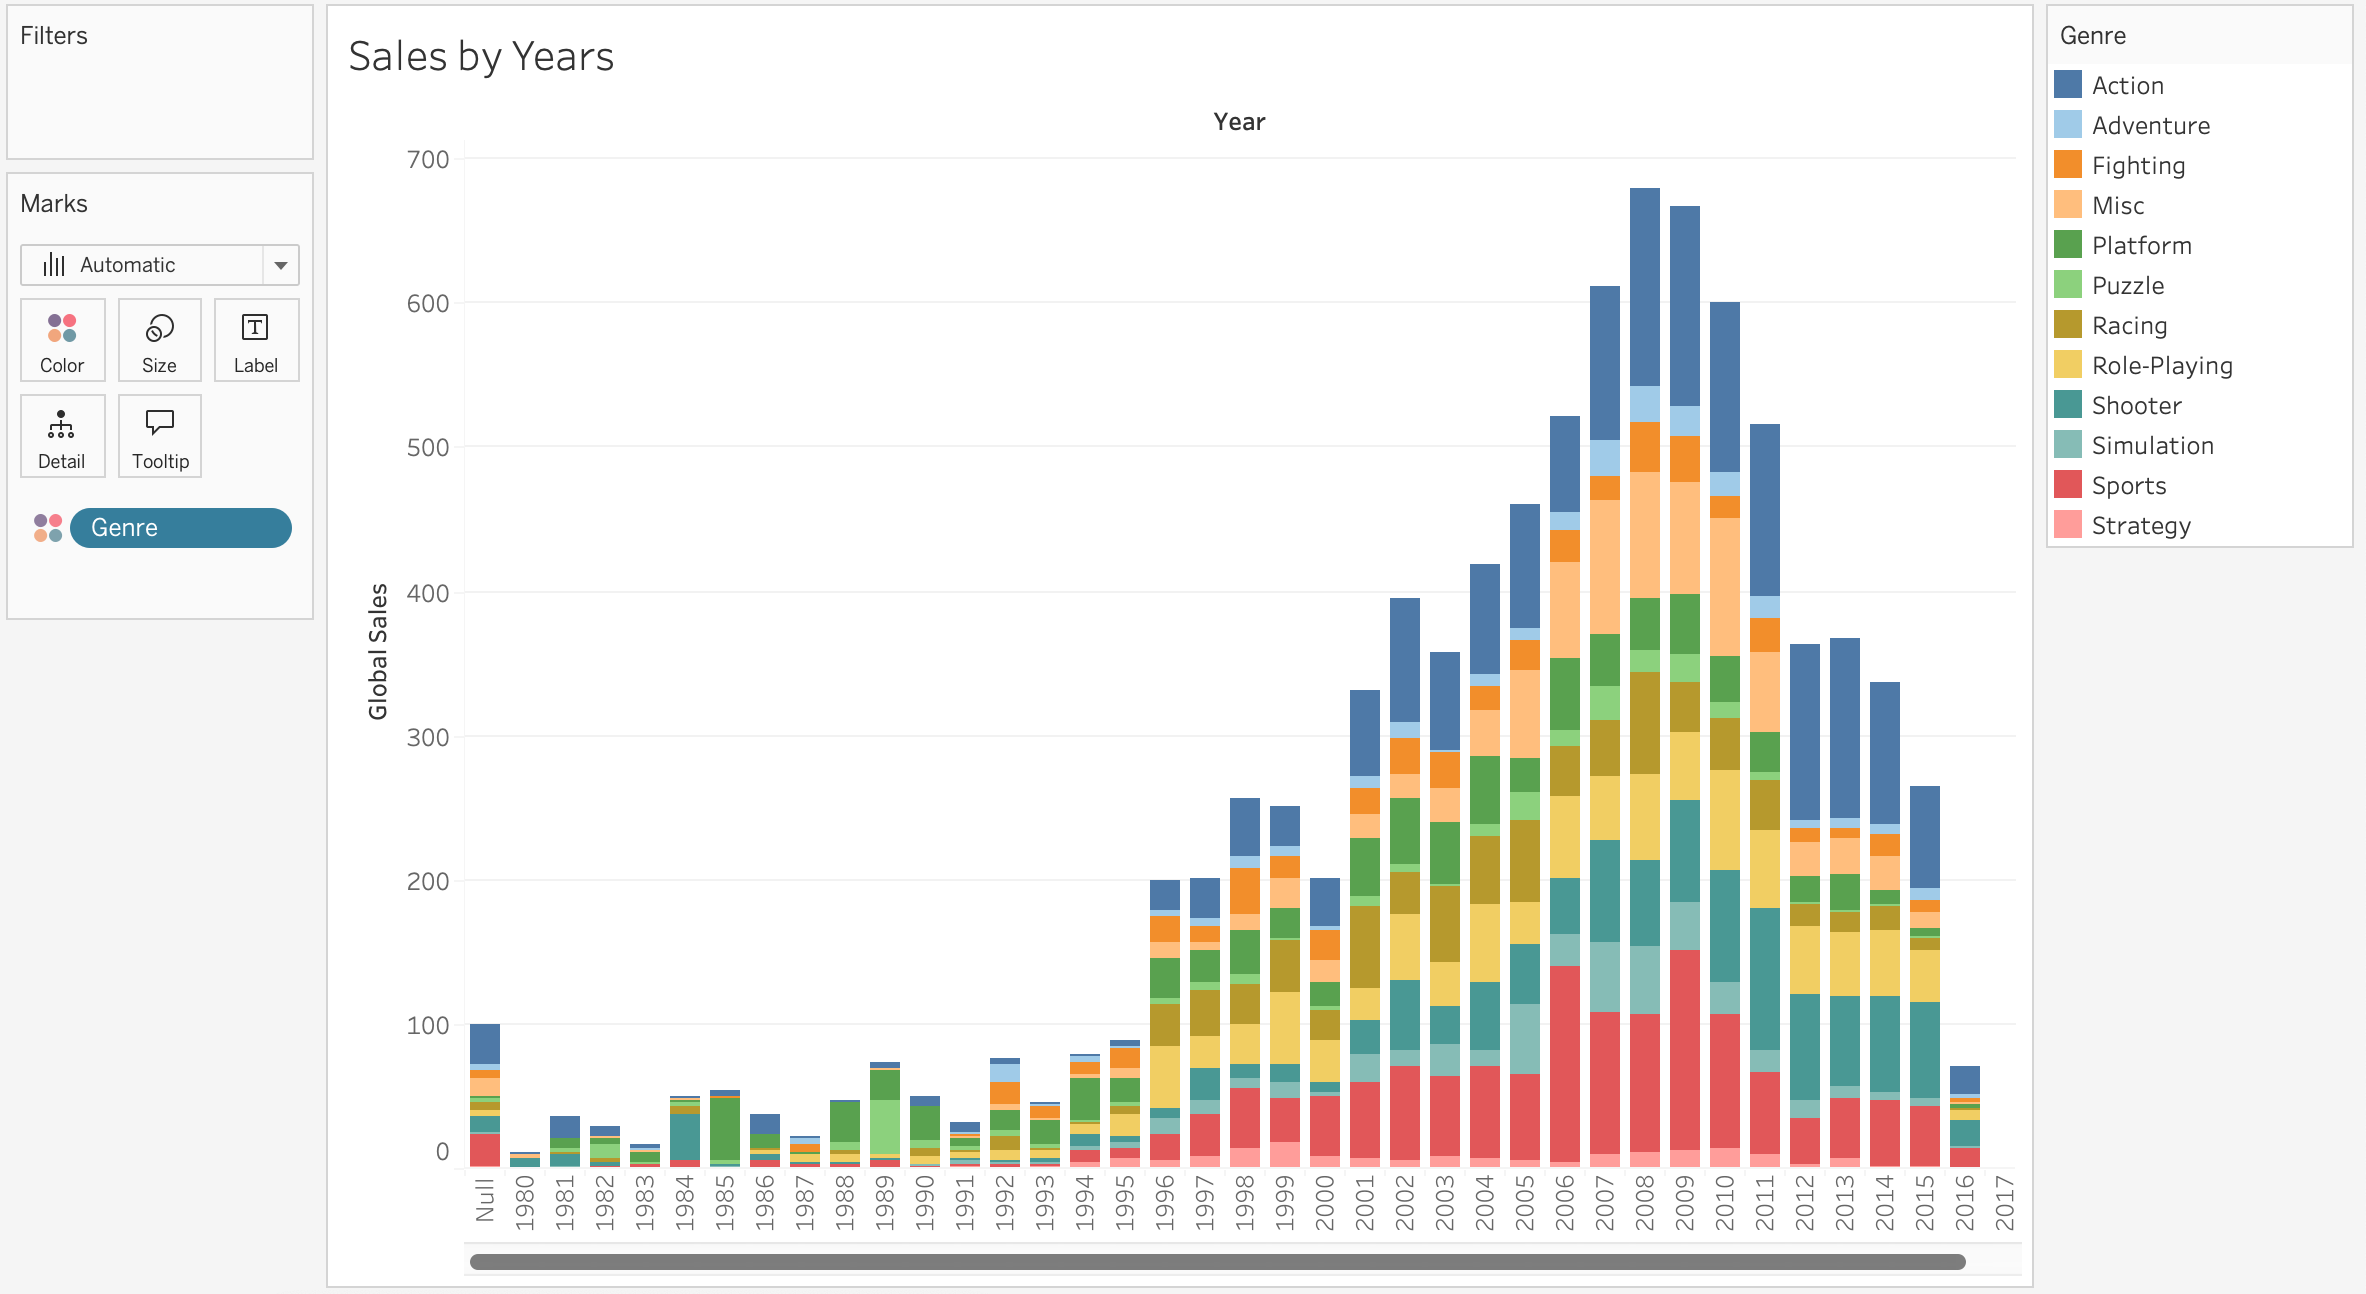 Filters
Marks
Automatic
Color
Size
Label
Detail
Tooltip
Genre
Sales by Years
Year
Global Sales
700
600
500
400
300
200
100
0
Null
1980
1981
1982
1983
1984
1985
1986
1987
1988
1989
1990
1991
1992
1993
1994
1995
1996
1997
1998
1999
2000
2001
2002
2003
2004
2005
2006
2007
2008
2009
2010
2011
2012
2013
2014
2015
2016
2017
Genre
Action
Adventure
Fighting
Misc
Platform
Puzzle
Racing
Role-Playing
Shooter
Simulation
Sports
Strategy